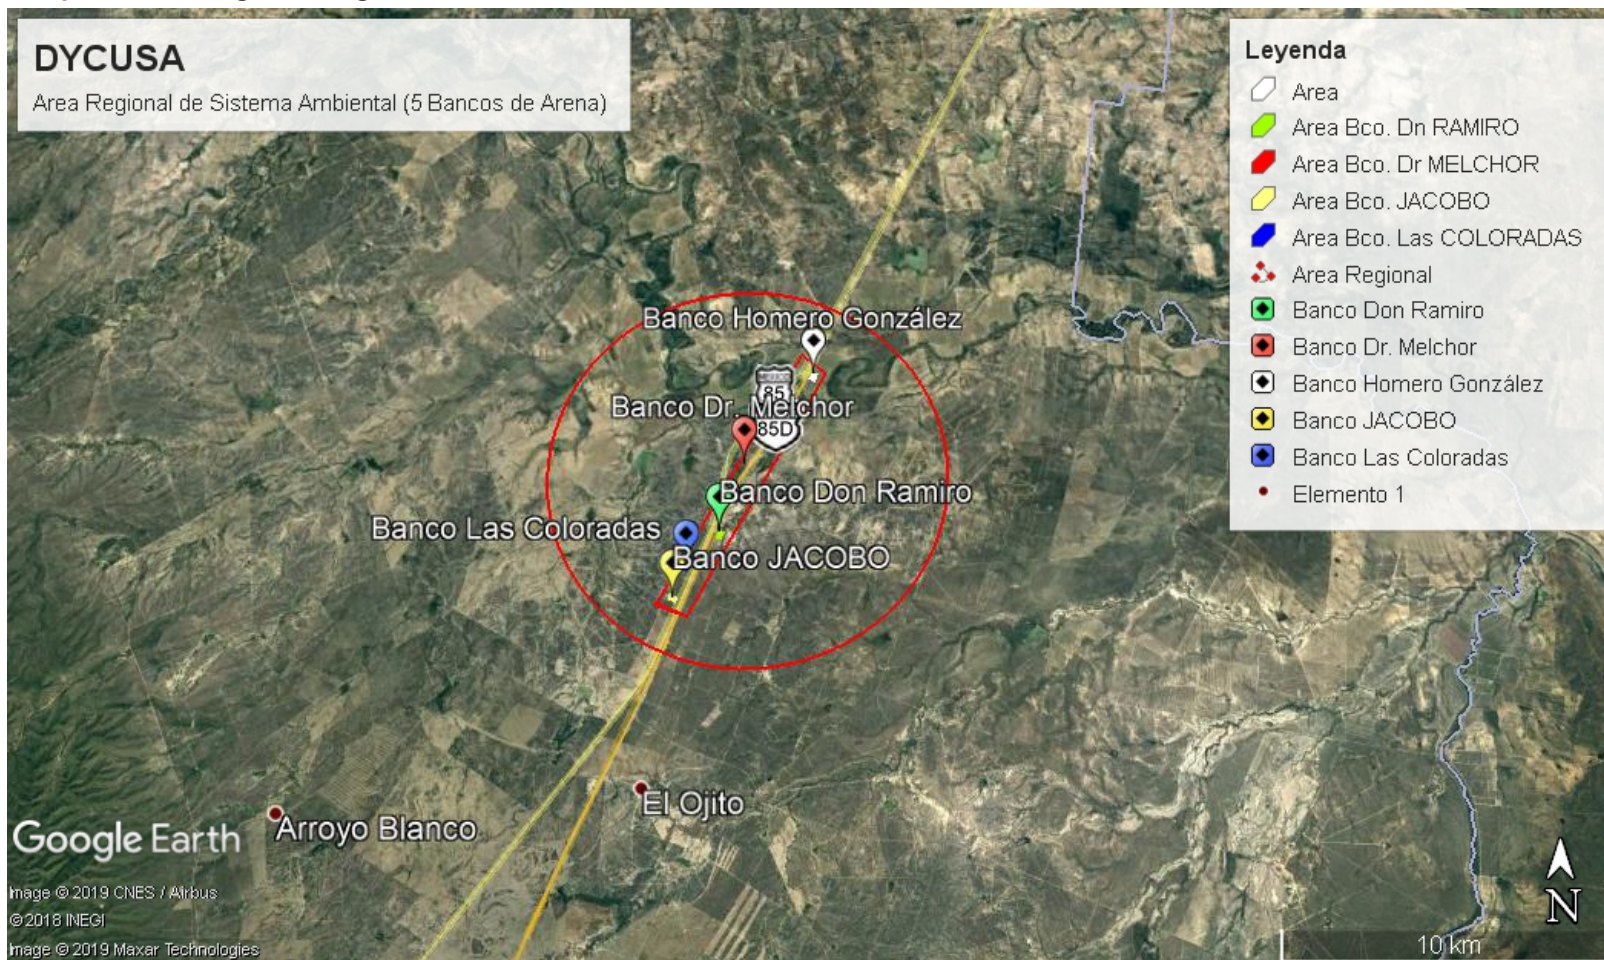 DYCUSA
Area Regional de Sistema Ambiental (5 Bancos de Arena)
Leyenda
Area
Area Bco. Dn RAMIRO
Area Bco. Dr MELCHOR
Area Bco. JACOBO
Area Bco. Las COLORADAS
Area Regional
Banco Don Ramiro
Banco Dr. Melchor
Banco Homero González
Banco JACOBO
Banco Las Coloradas
Elemento 1
Banco Homero González
85
Banco Dr. Melchor
85D
Banco Don Ramiro
Banco Las Coloradas
Banco JACOBO
El Ojito
Arroyo Blanco
Google Earth
Image © 2019 CNES / Airbus
© 2018 INEGI
Image © 2019 Maxar Technologies
N
10 km